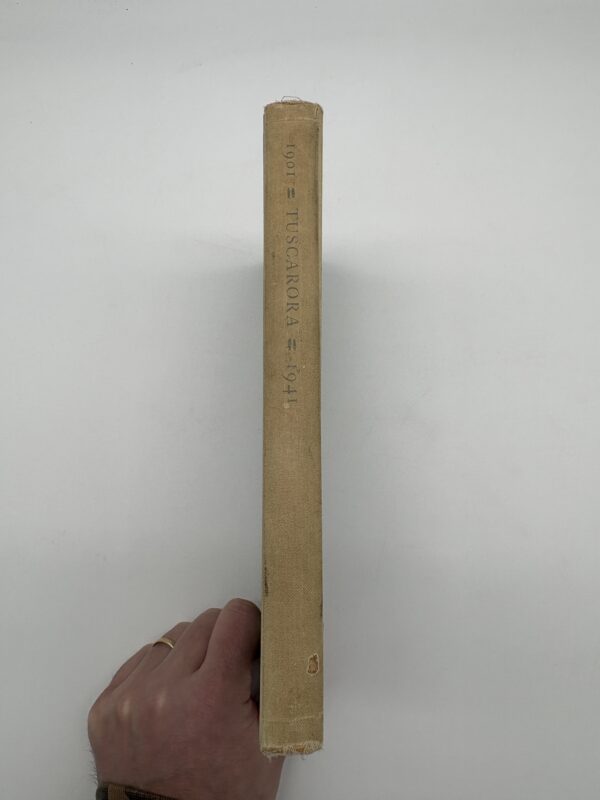 1901 = TUSCARORA = 1941